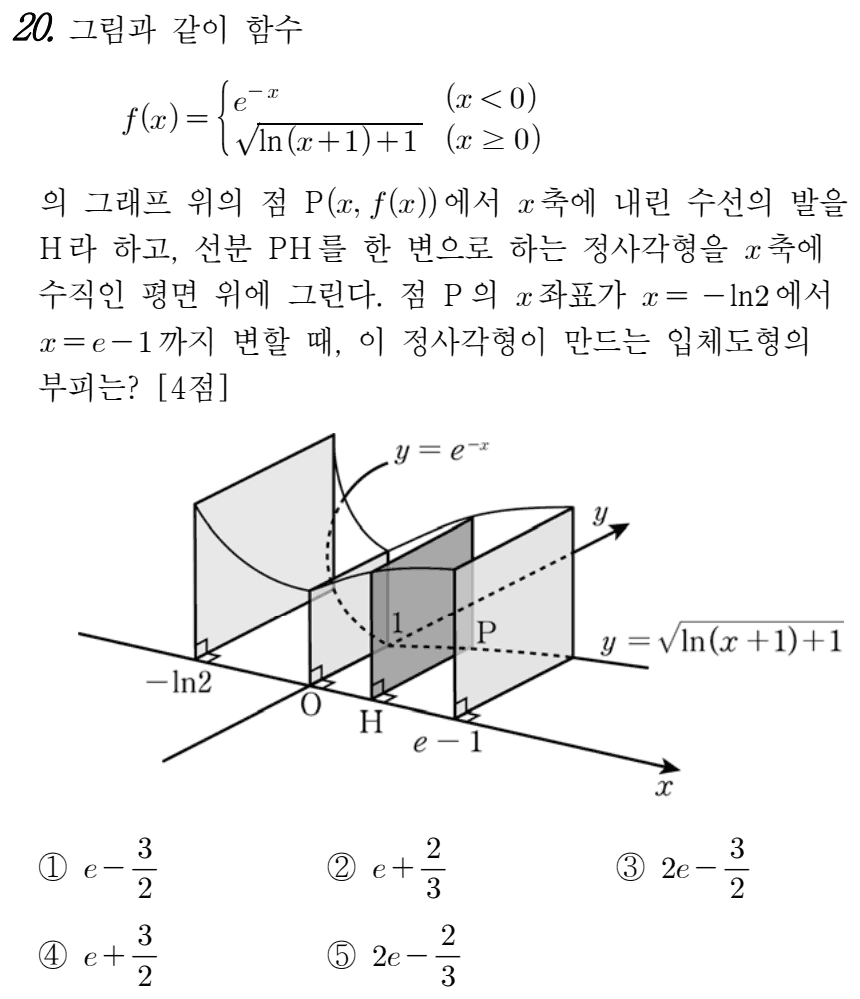 20. 그림과 같이 함수
f(x) = { e^{-x} (x < 0)
√(ln(x+1)+1) (x ≥ 0)
의 그래프 위의 점 P(x, f(x))에서 x축에 내린 수선의 발을
H라 하고, 선분 PH를 한 변으로 하는 정사각형을 x축에
수직인 평면 위에 그린다. 점 P의 x좌표가 x = −ln2에서
x = e−1까지 변할 때, 이 정사각형이 만드는 입체도형의
부피는? [4점]
y = e^{-x}
y
1
P
y = √(ln(x+1)+1)
−ln2
O
H
e−1
x
① e − 3/2 ② e + 2/3 ③ 2e − 3/2
④ e + 3/2 ⑤ 2e − 2/3